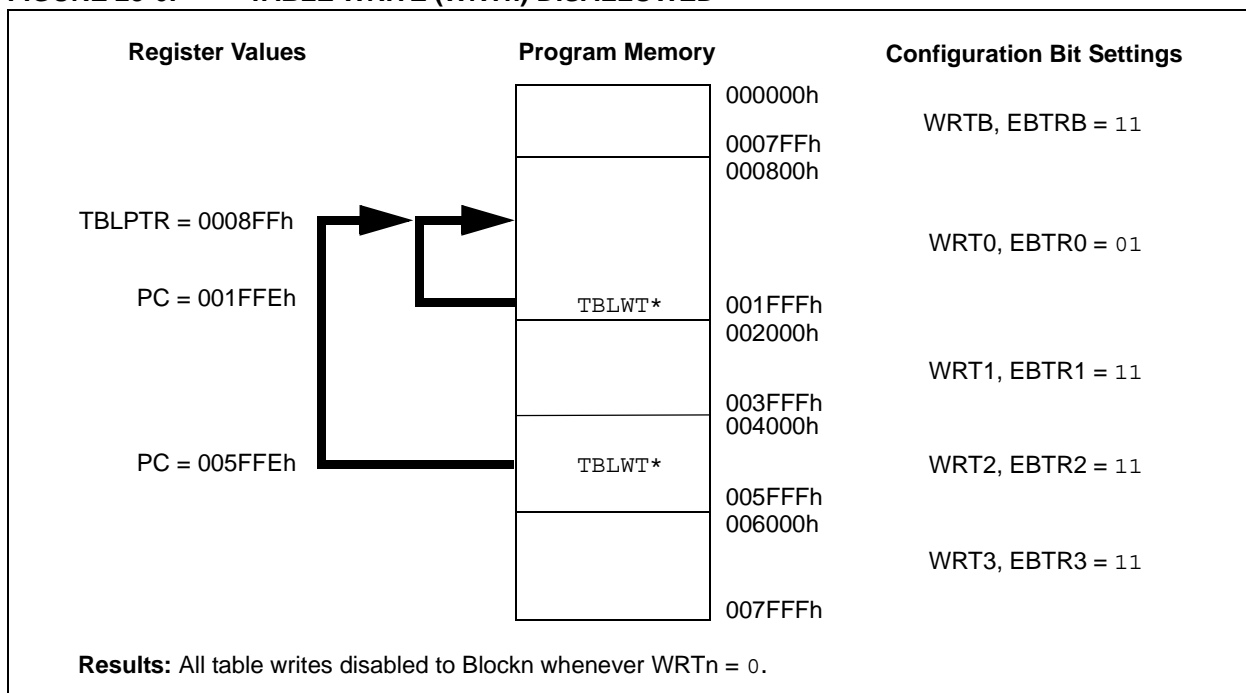 Register Values Program Memory Configuration Bit Settings
000000h
WRTB, EBTRB = 11
0007FFh
000800h
TBLPTR = 0008FFh
WRT0, EBTR0 = 01
PC = 001FFEh TBLWT* 001FFFh
002000h
WRT1, EBTR1 = 11
003FFFh
004000h
PC = 005FFEh TBLWT* WRT2, EBTR2 = 11
005FFFh
006000h
WRT3, EBTR3 = 11
007FFFh
Results: All table writes disabled to Blockn whenever WRTn = 0.